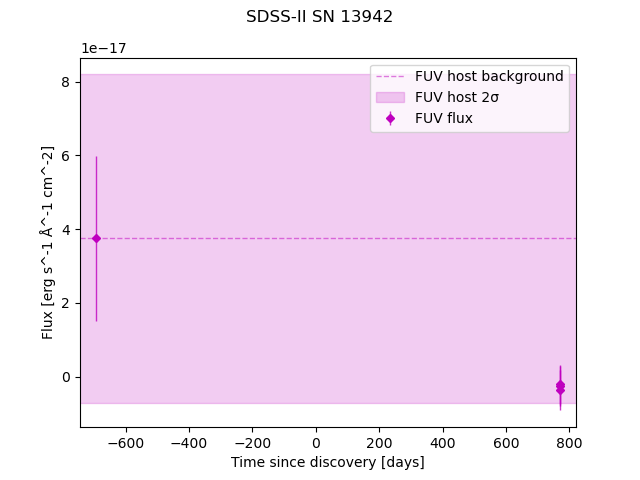 SDSS-II SN 13942
1e−17
FUV host background
FUV host 2σ
FUV flux
8
6
4
2
0
Flux [erg s^-1 Å^-1 cm^-2]
−600 −400 −200 0 200 400 600 800
Time since discovery [days]